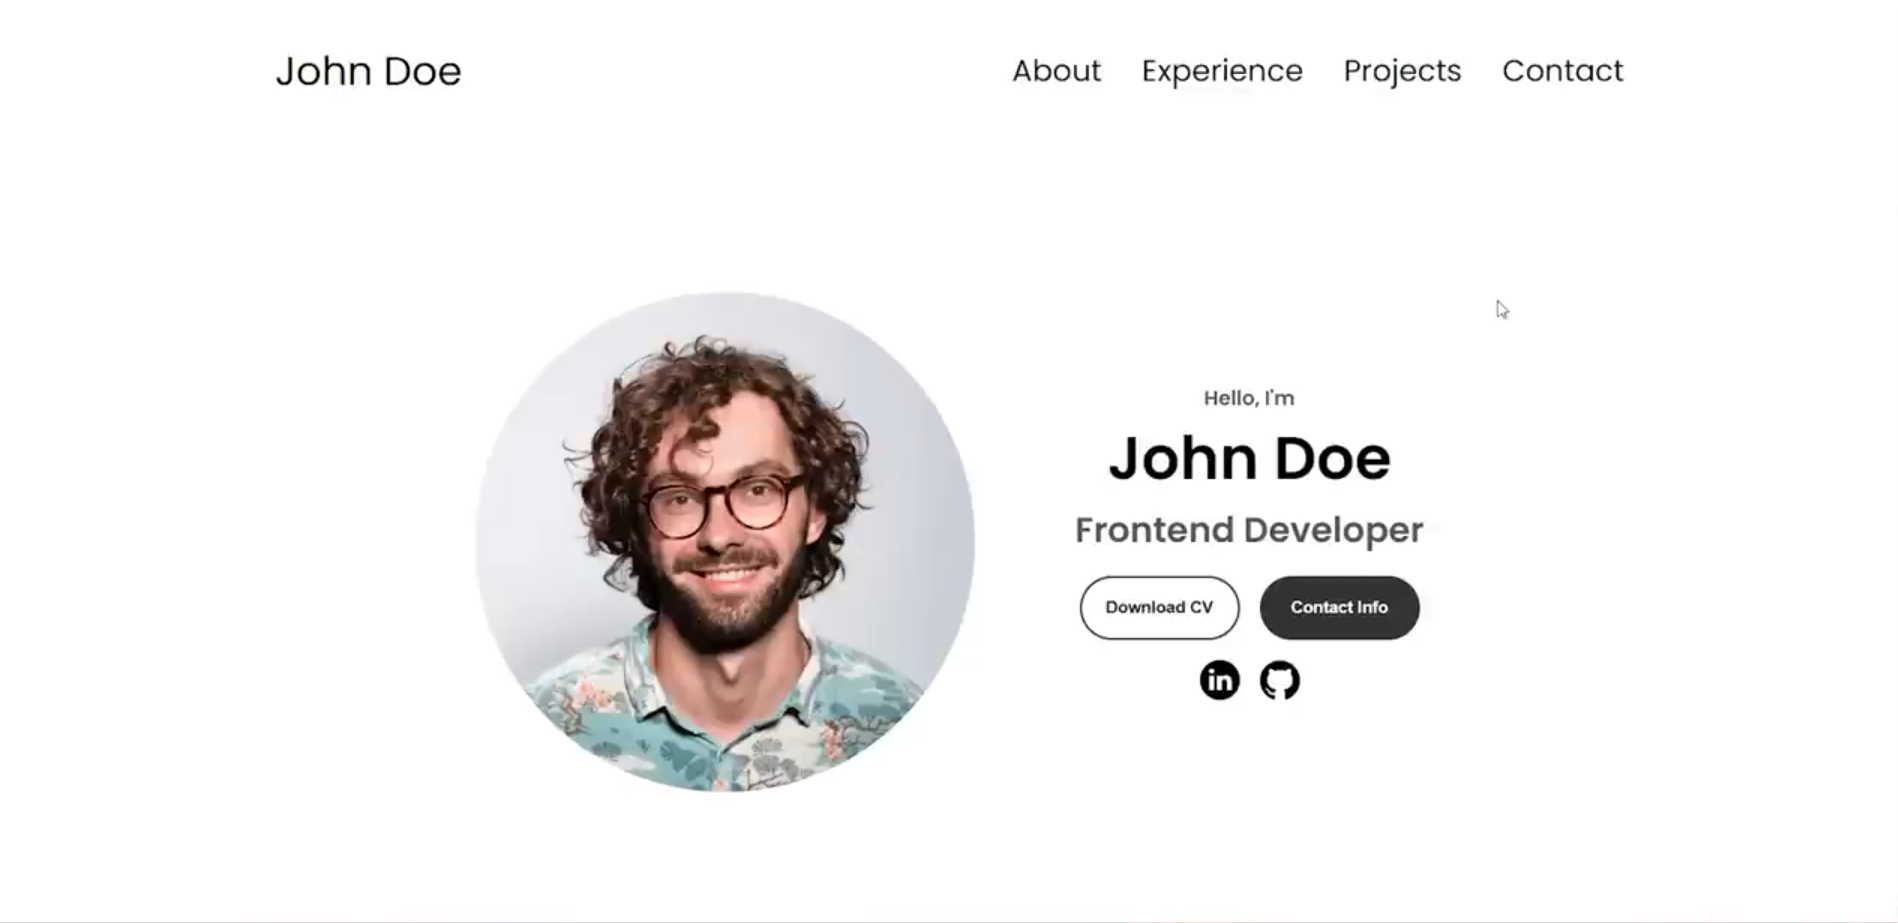 John Doe
About Experience Projects Contact
Hello, I'm
John Doe
Frontend Developer
Download CV
Contact Info
in